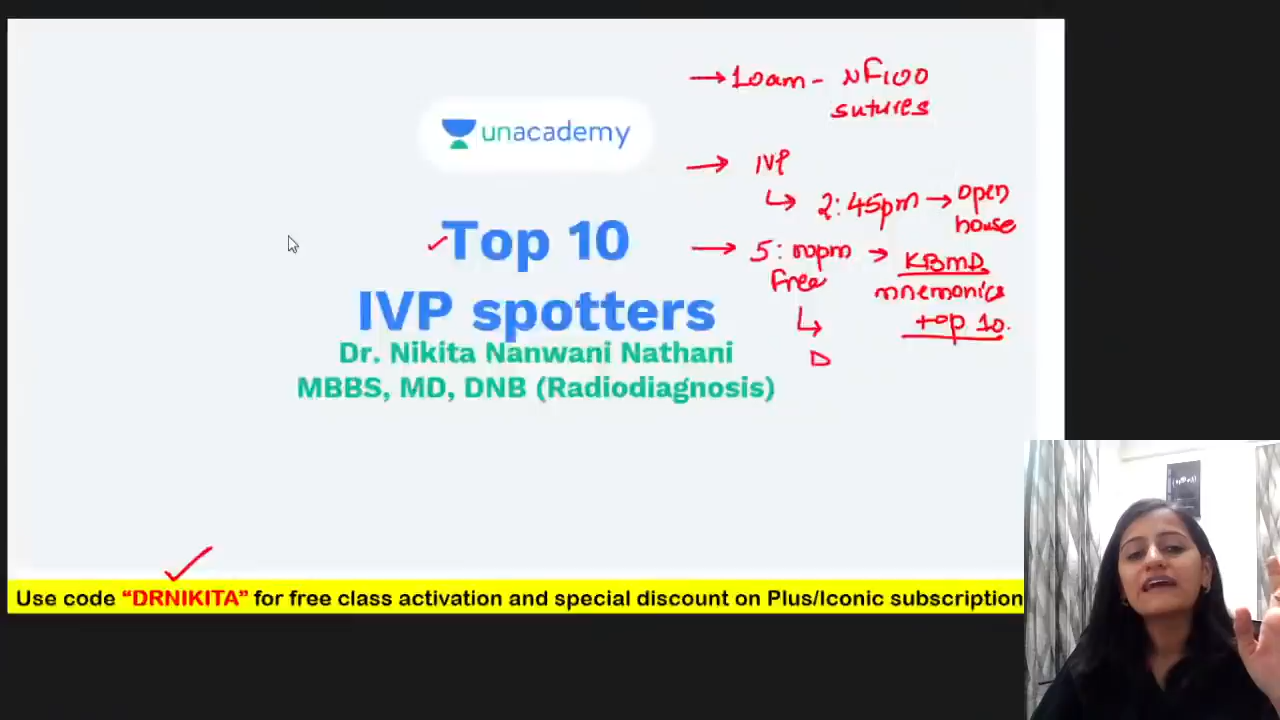 → 10am - NF100
sutures
unacademy
→ IVP
↳ 2:45pm → open
house
Top 10
→ 5:00pm → KBMD
Free mnemonics
↳ top 10.
IVP spotters
Dr. Nikita Nanwani Nathani
D
MBBS, MD, DNB (Radiodiagnosis)
Use code “DRNIKITA” for free class activation and special discount on Plus/Iconic subscription